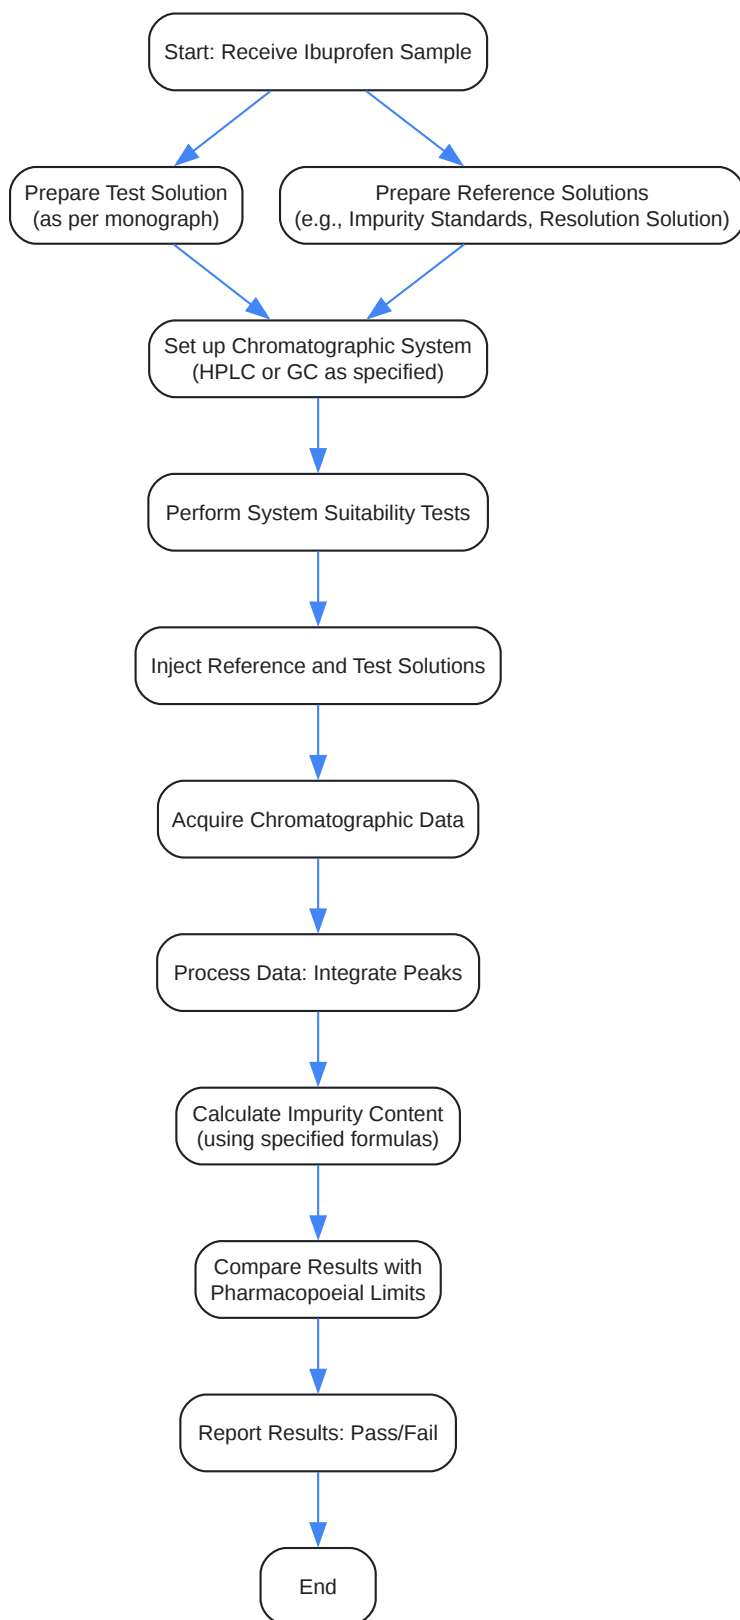 Start: Receive Ibuprofen Sample
Prepare Test Solution
(as per monograph)
Prepare Reference Solutions
(e.g., Impurity Standards, Resolution Solution)
Set up Chromatographic System
(HPLC or GC as specified)
Perform System Suitability Tests
Inject Reference and Test Solutions
Acquire Chromatographic Data
Process Data: Integrate Peaks
Calculate Impurity Content
(using specified formulas)
Compare Results with
Pharmacopoeial Limits
Report Results: Pass/Fail
End